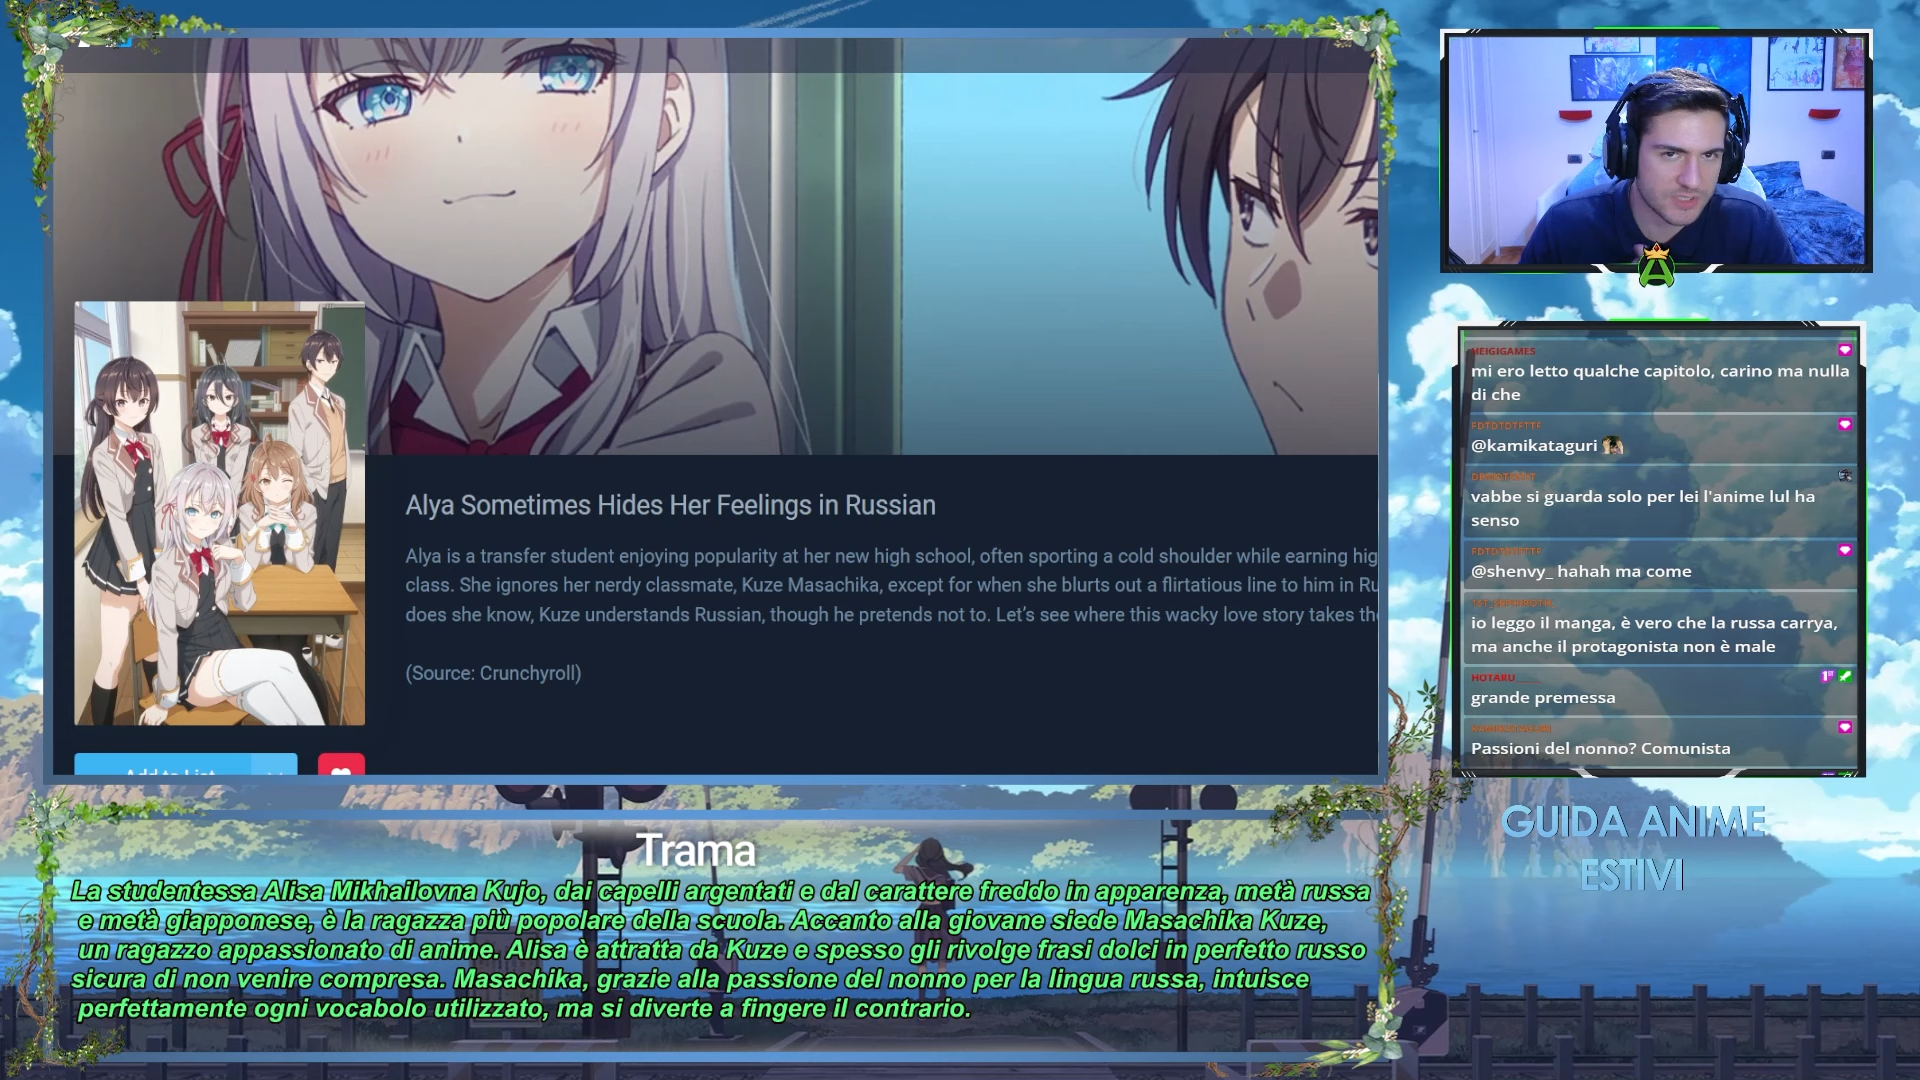 Alya Sometimes Hides Her Feelings in Russian
Alya is a transfer student enjoying popularity at her new high school, often sporting a cold shoulder while earning hig
class. She ignores her nerdy classmate, Kuze Masachika, except for when she blurts out a flirtatious line to him in Ru
does she know, Kuze understands Russian, though he pretends not to. Let's see where this wacky love story takes the
(Source: Crunchyroll)
Add to List
HEIGIGAMES
mi ero letto qualche capitolo, carino ma nulla
di che
@kamikataguri
vabbe si guarda solo per lei l'anime lul ha
senso
@shenvy_ hahah ma come
io leggo il manga, è vero che la russa carrya,
ma anche il protagonista non è male
HOTARU____
grande premessa
Passioni del nonno? Comunista
GUIDA ANIME
ESTIVI
Trama
La studentessa Alisa Mikhailovna Kujo, dai capelli argentati e dal carattere freddo in apparenza, metà russa
e metà giapponese, è la ragazza più popolare della scuola. Accanto alla giovane siede Masachika Kuze,
un ragazzo appassionato di anime. Alisa è attratta da Kuze e spesso gli rivolge frasi dolci in perfetto russo
sicura di non venire compresa. Masachika, grazie alla passione del nonno per la lingua russa, intuisce
perfettamente ogni vocabolo utilizzato, ma si diverte a fingere il contrario.